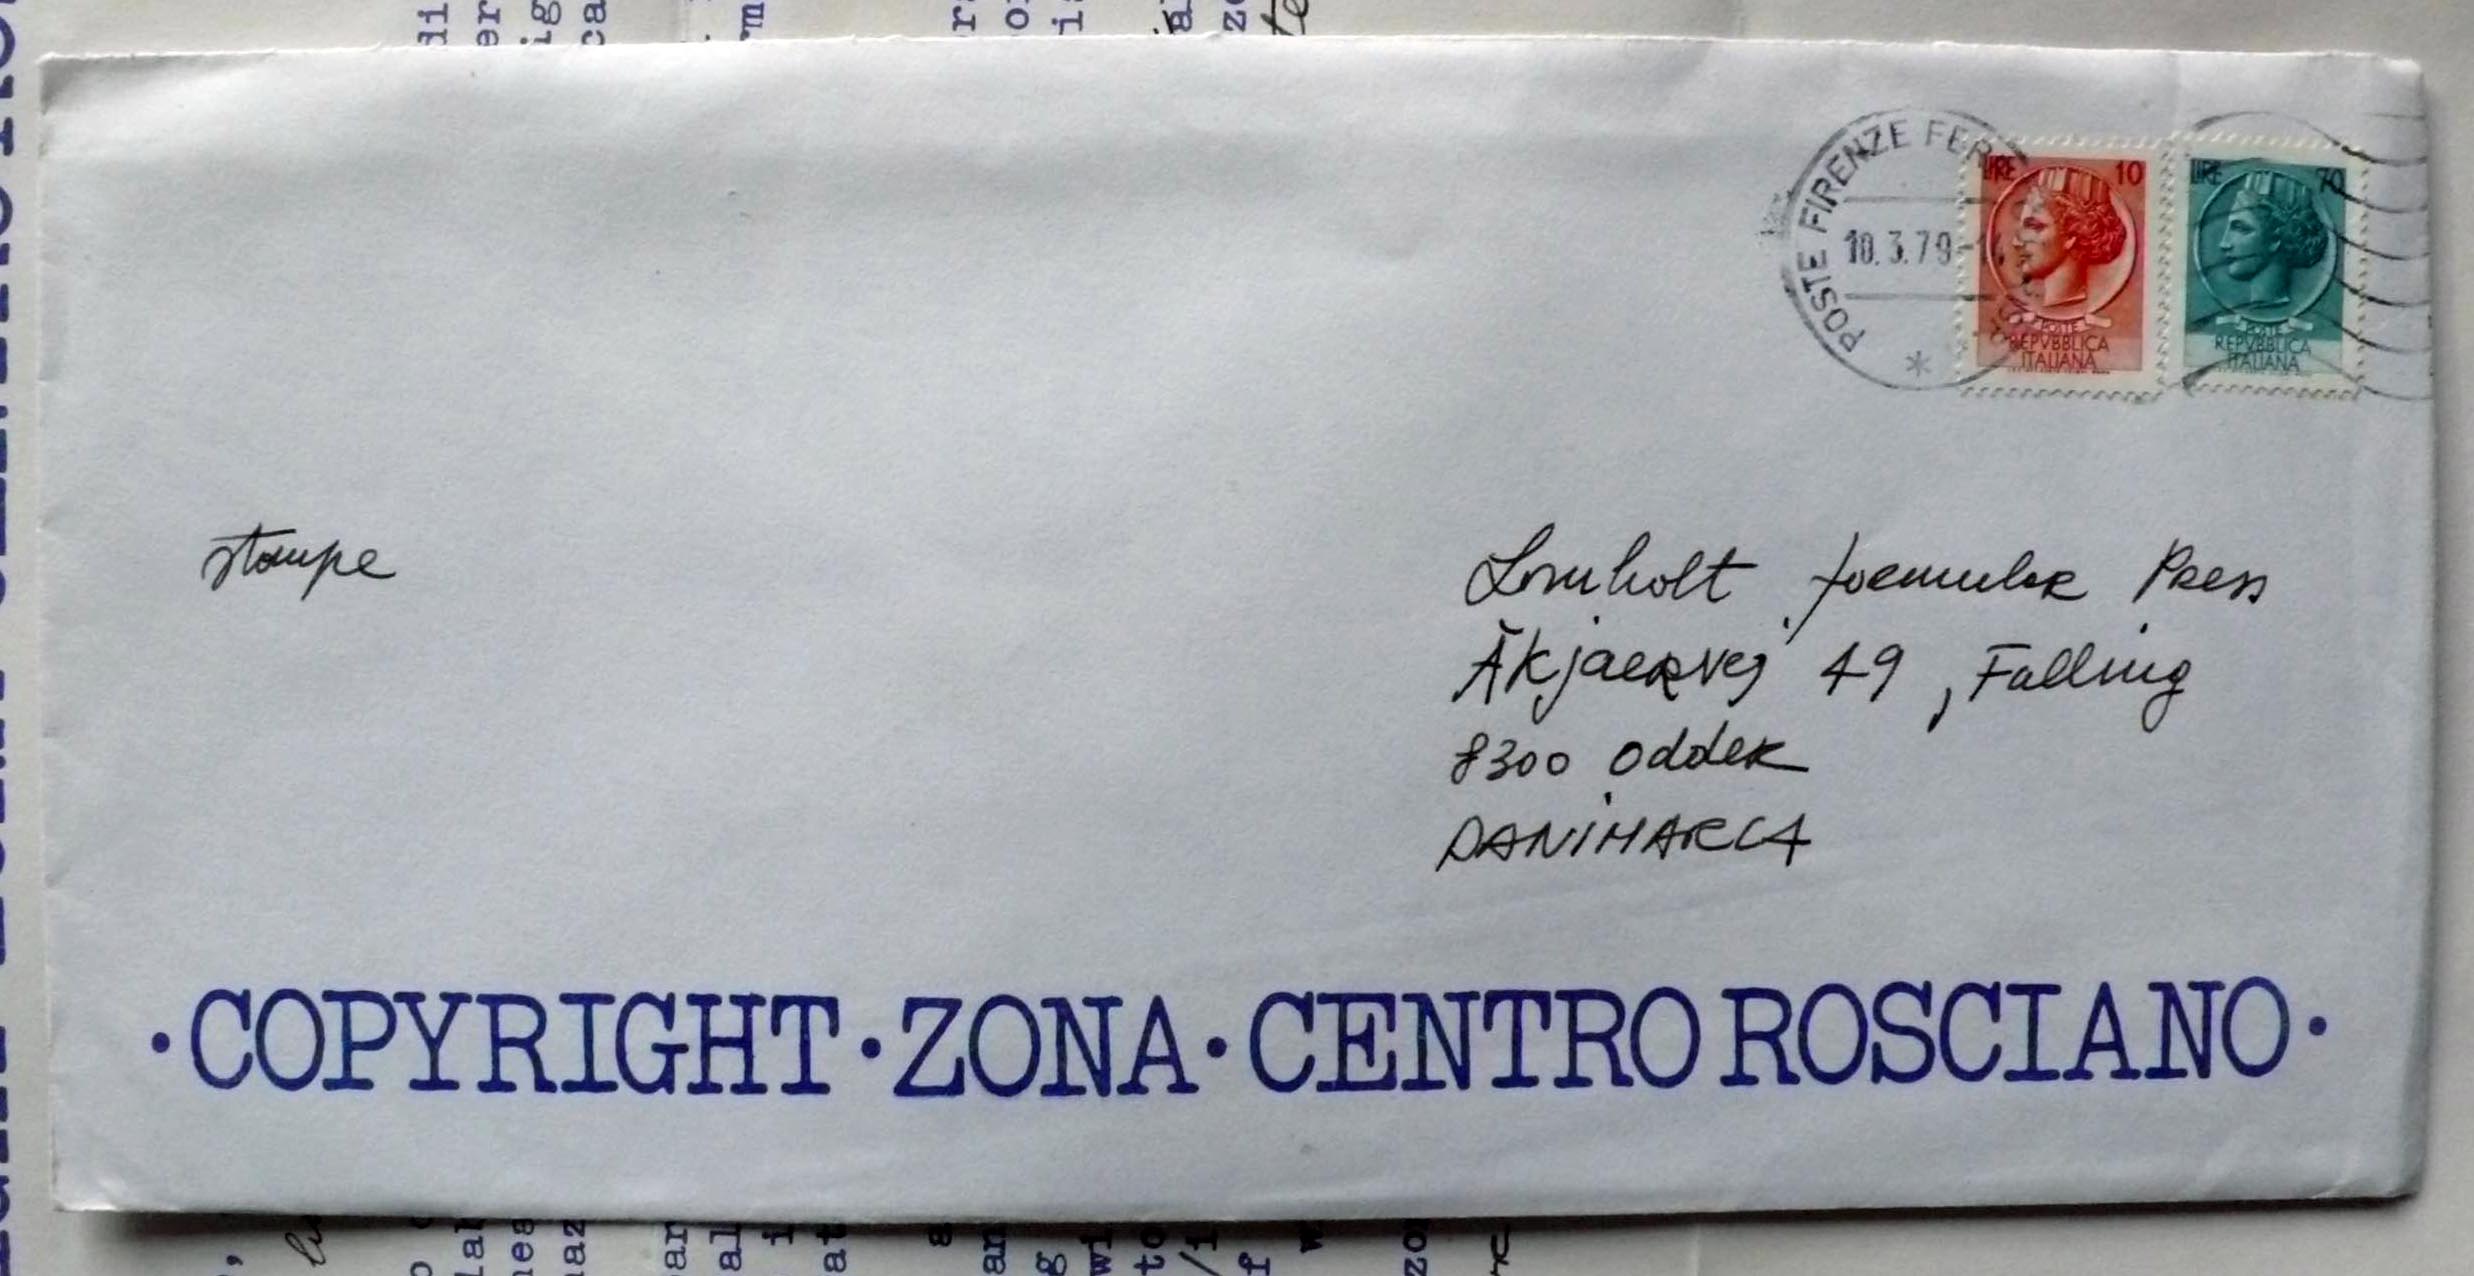 POSTE FIRENZE FER
10.3.79
LIRE 10
POSTE
REPVBBLICA
ITALIANA
LIRE 70
POSTE
REPVBBLICA
ITALIANA
stampe
Lomholt formular Press
Åkjaervej 49, Falling
8300 Odder
DANIMARCA
·COPYRIGHT·ZONA·CENTRO ROSCIANO·